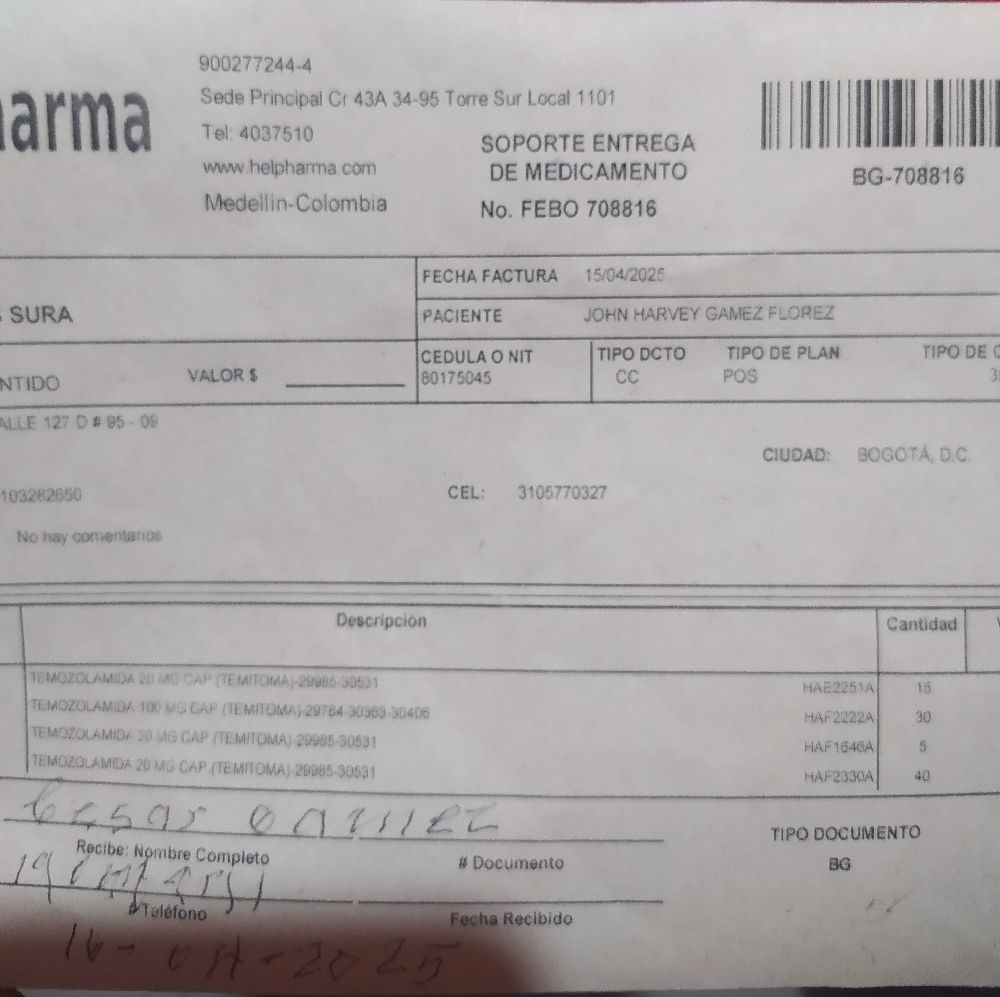 900277244-4
harma
Sede Principal Cr 43A 34-95 Torre Sur Local 1101
Tel: 4037510
www.helpharma.com
Medellin-Colombia
SOPORTE ENTREGA
DE MEDICAMENTO
No. FEBO 708816
BG-708816
FECHA FACTURA 15/04/2025
SURA
PACIENTE JOHN HARVEY GAMEZ FLOREZ
NTIDO VALOR $
CEDULA O NIT TIPO DCTO TIPO DE PLAN TIPO DE
80175045 CC POS
ALLE 127 D # 95 - 09
CIUDAD: BOGOTÁ, D.C.
103282650 CEL: 3105770327
No hay comentarios
Descripción Cantidad
TEMOZOLAMIDA 20 MG CAP (TEMITOMA)-29985-30531 HAE2251A 15
TEMOZOLAMIDA 100 MG CAP (TEMITOMA)-29764-30363-30406 HAF2222A 30
TEMOZOLAMIDA 20 MG CAP (TEMITOMA)-29985-30531 HAF1646A 5
TEMOZOLAMIDA 20 MG CAP (TEMITOMA)-29985-30531 HAF2330A 40
Cesar Gamez
Recibe: Nombre Completo # Documento
TIPO DOCUMENTO
BG
# Teléfono Fecha Recibido
16-04-2025